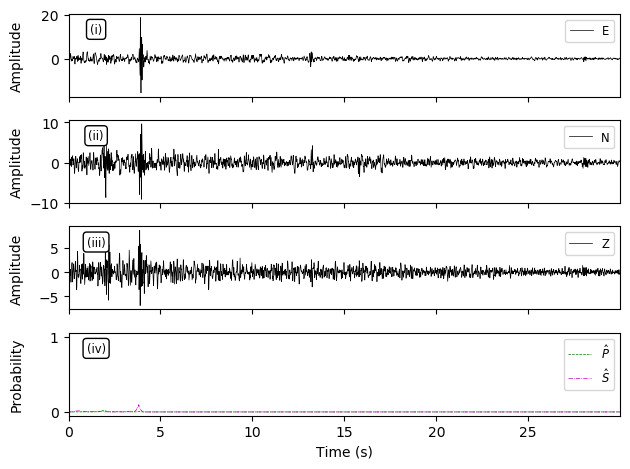 20
0
Amplitude
(i)
E
10
0
−10
Amplitude
(ii)
N
5
0
−5
Amplitude
(iii)
Z
1
0
Probability
(iv)
P̂
Ŝ
0 5 10 15 20 25
Time (s)